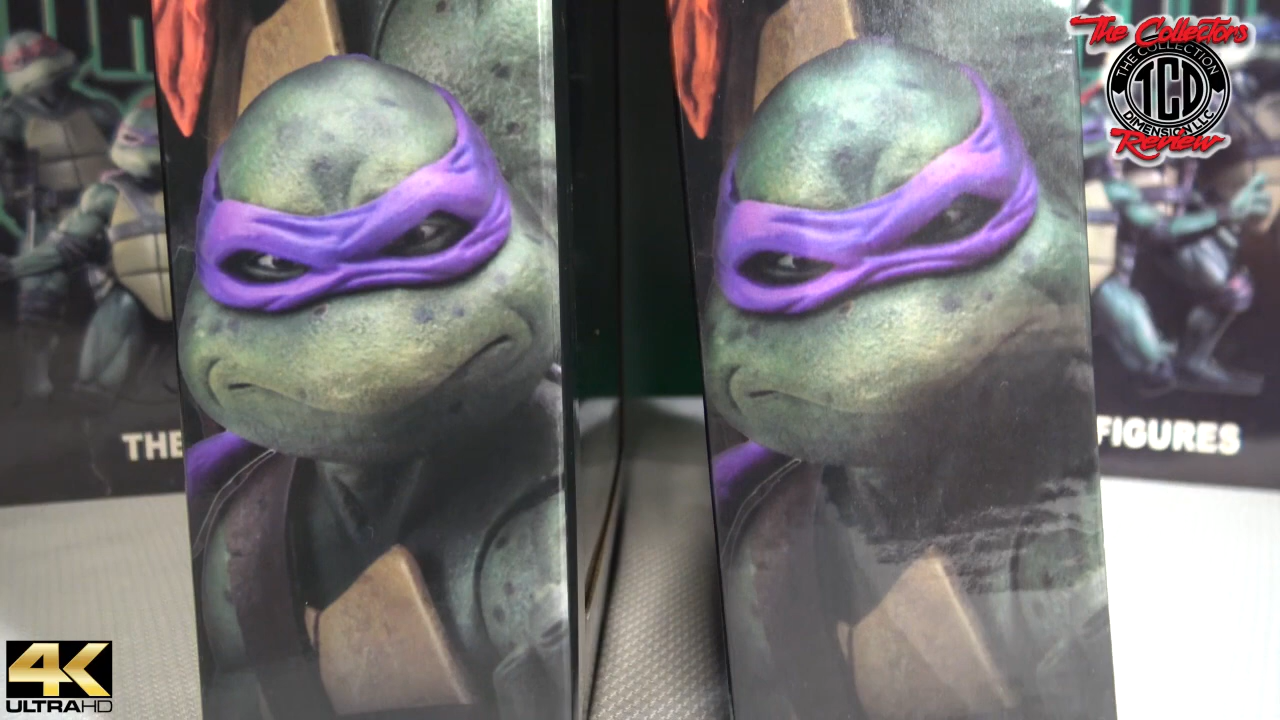 The Collectors
THE COLLECTION
TCD
DIMENSION LLC
Review
THE
FIGURES
4K
ULTRAHD